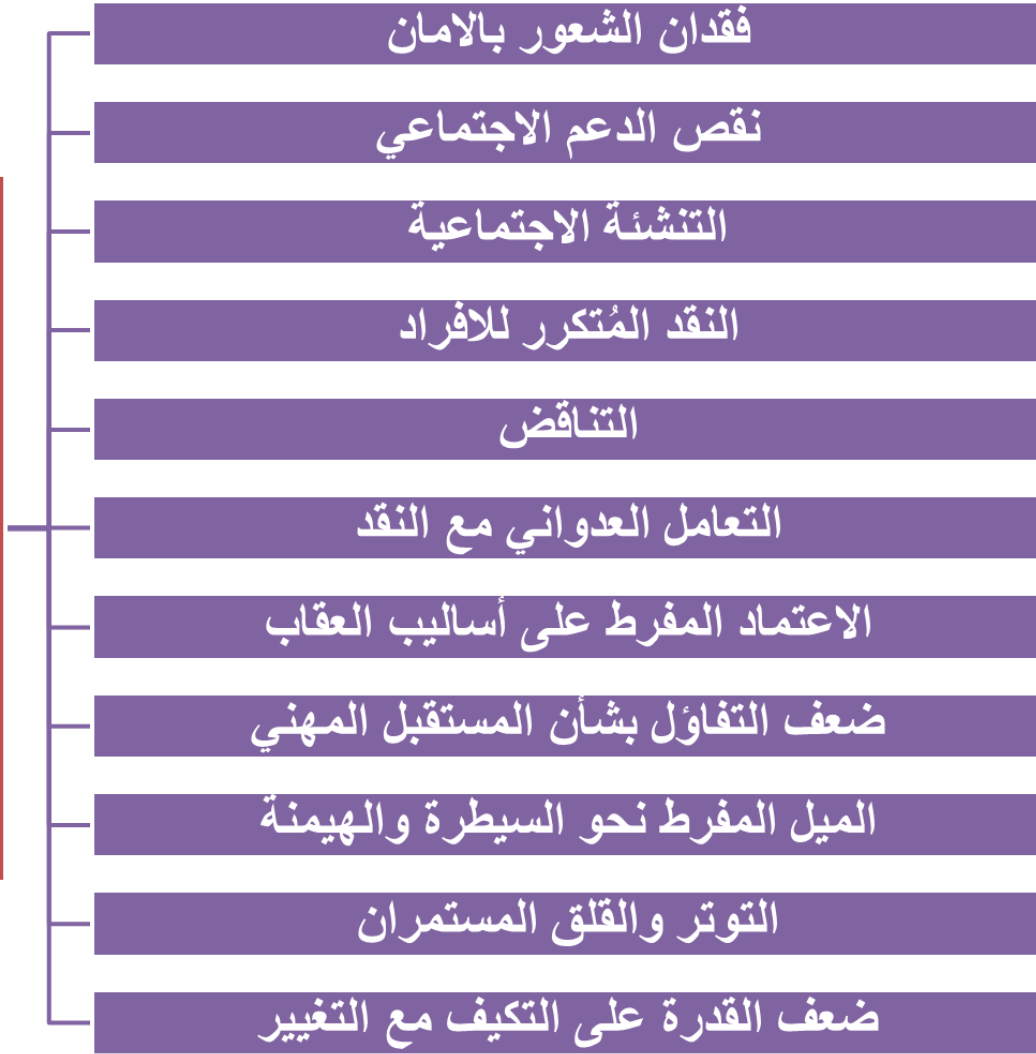 فقدان الشعور بالامان
نقص الدعم الاجتماعي
التنشئة الاجتماعية
النقد المُتكرر للافراد
التناقض
التعامل العدواني مع النقد
الاعتماد المفرط على أساليب العقاب
ضعف التفاؤل بشأن المستقبل المهني
الميل المفرط نحو السيطرة والهيمنة
التوتر والقلق المستمران
ضعف القدرة على التكيف مع التغيير